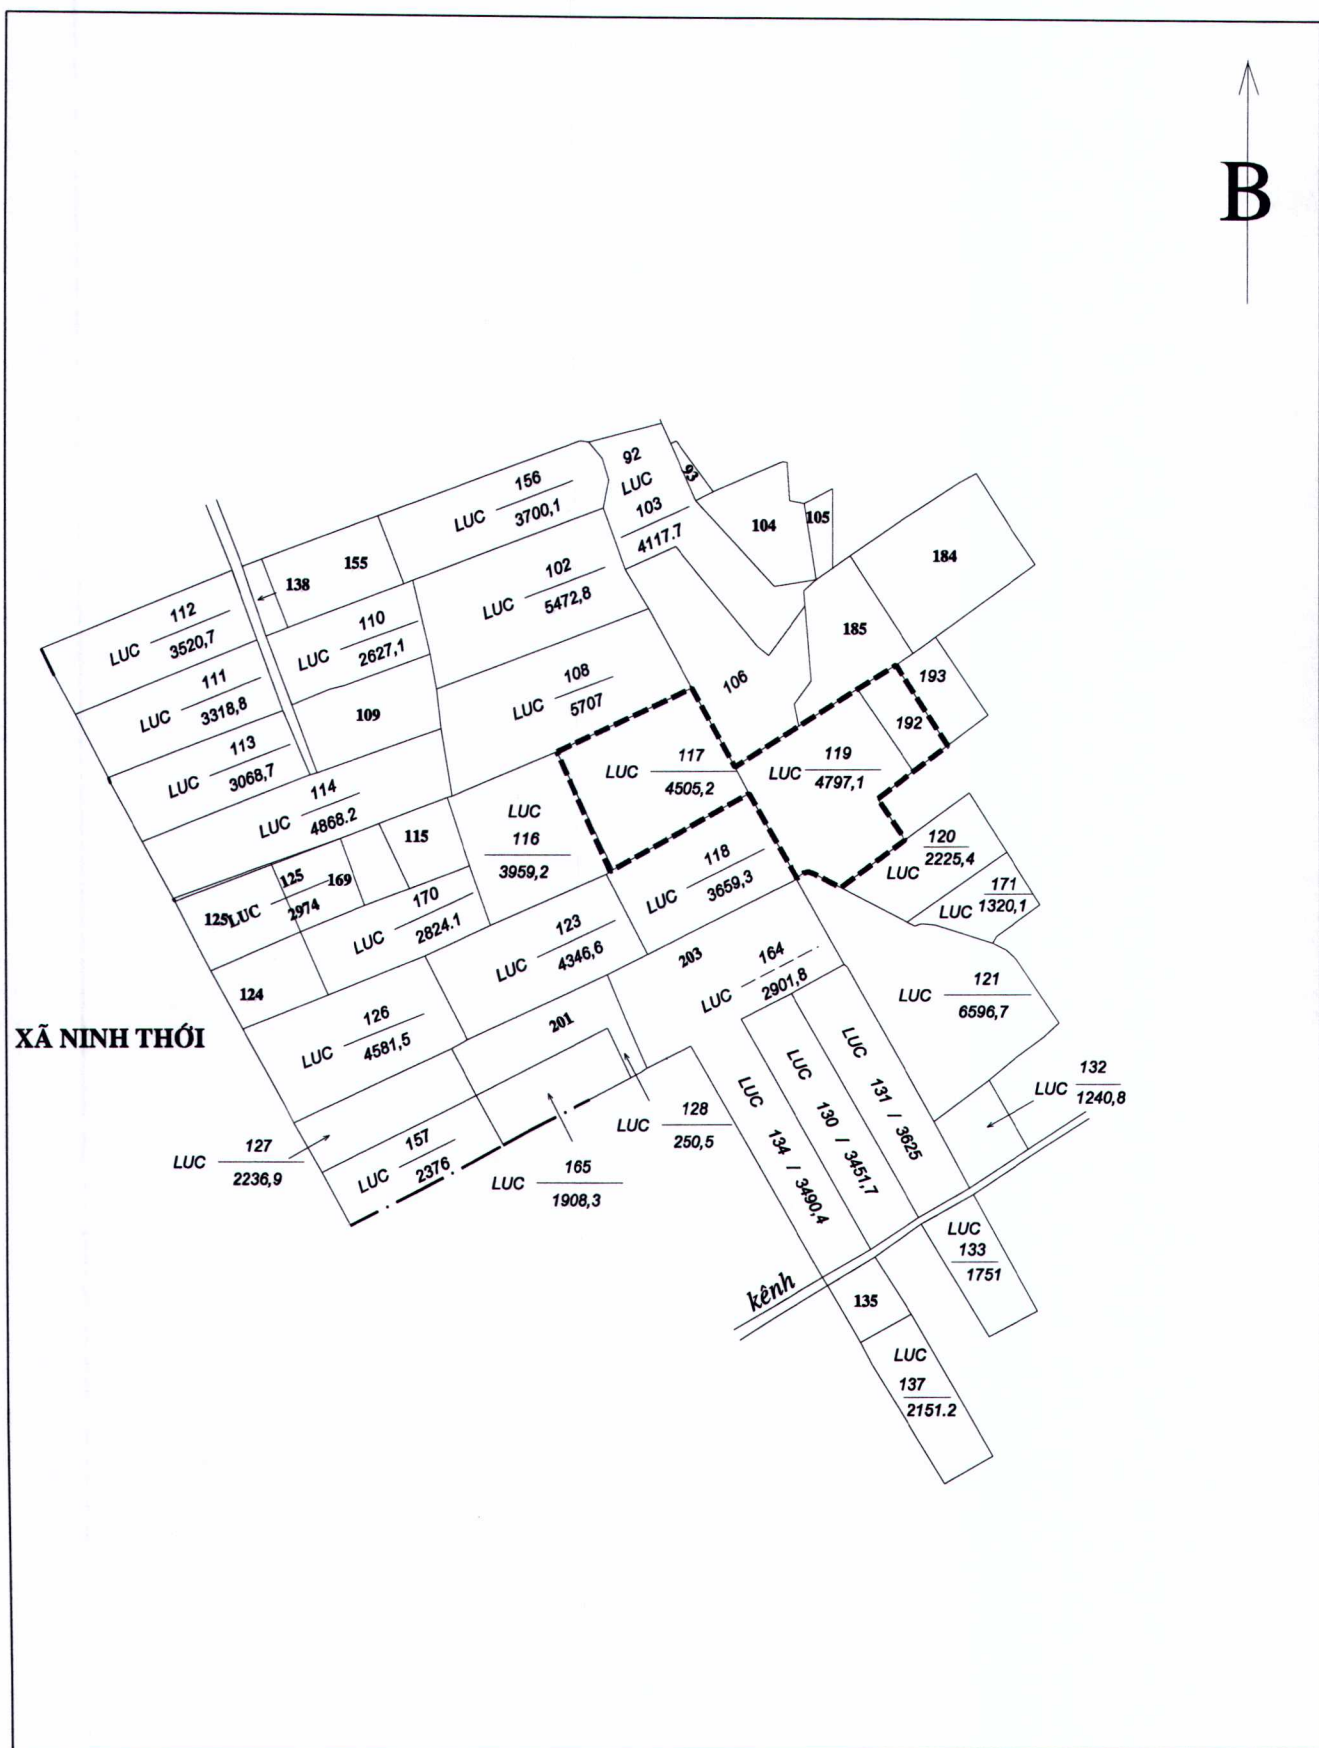 B
92
LUC
103
4117.7
93
104
105
184
156
LUC
3700,1
155
138
102
LUC
5472,8
112
LUC
3520,7
110
LUC
2627,1
185
111
LUC
3318,8
108
LUC
5707
106
193
109
192
113
LUC
3068,7
117
LUC
4505,2
119
LUC
4797,1
114
LUC
4868.2
LUC
116
3959,2
115
118
LUC
3659,3
120
2225,4
LUC
125
169
125
LUC
2974
171
LUC 1320,1
170
LUC
2824.1
123
LUC
4346,6
203
164
LUC
2901,8
121
LUC
6596,7
124
126
LUC
4581,5
201
XÃ NINH THỚI
LUC 131 / 3625
LUC 130 / 3451,7
LUC 134 / 3490,4
132
LUC
1240,8
128
LUC
250,5
127
LUC
2236,9
157
LUC
2376
165
LUC
1908,3
LUC
133
1751
kênh
135
LUC
137
2151.2